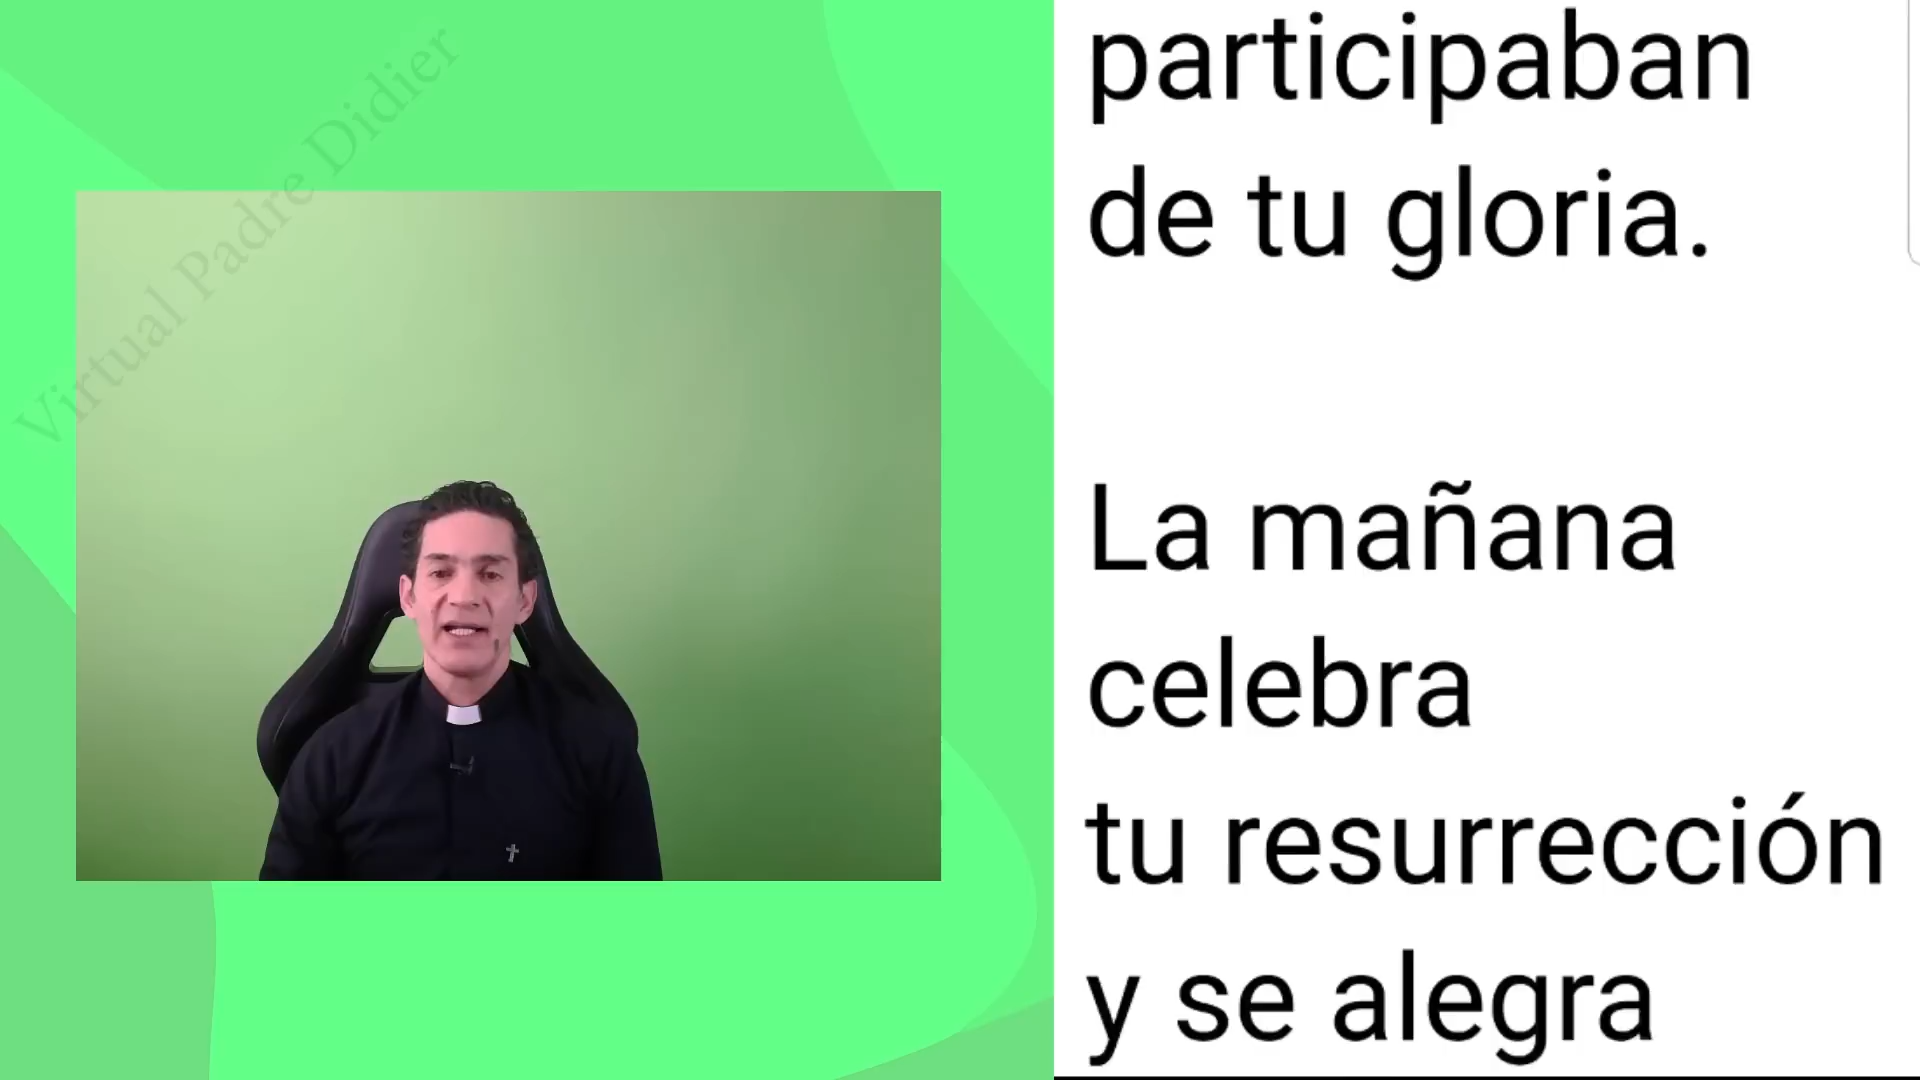 Virtual Padre Didier
participaban
de tu gloria.
La mañana
celebra
tu resurrección
y se alegra